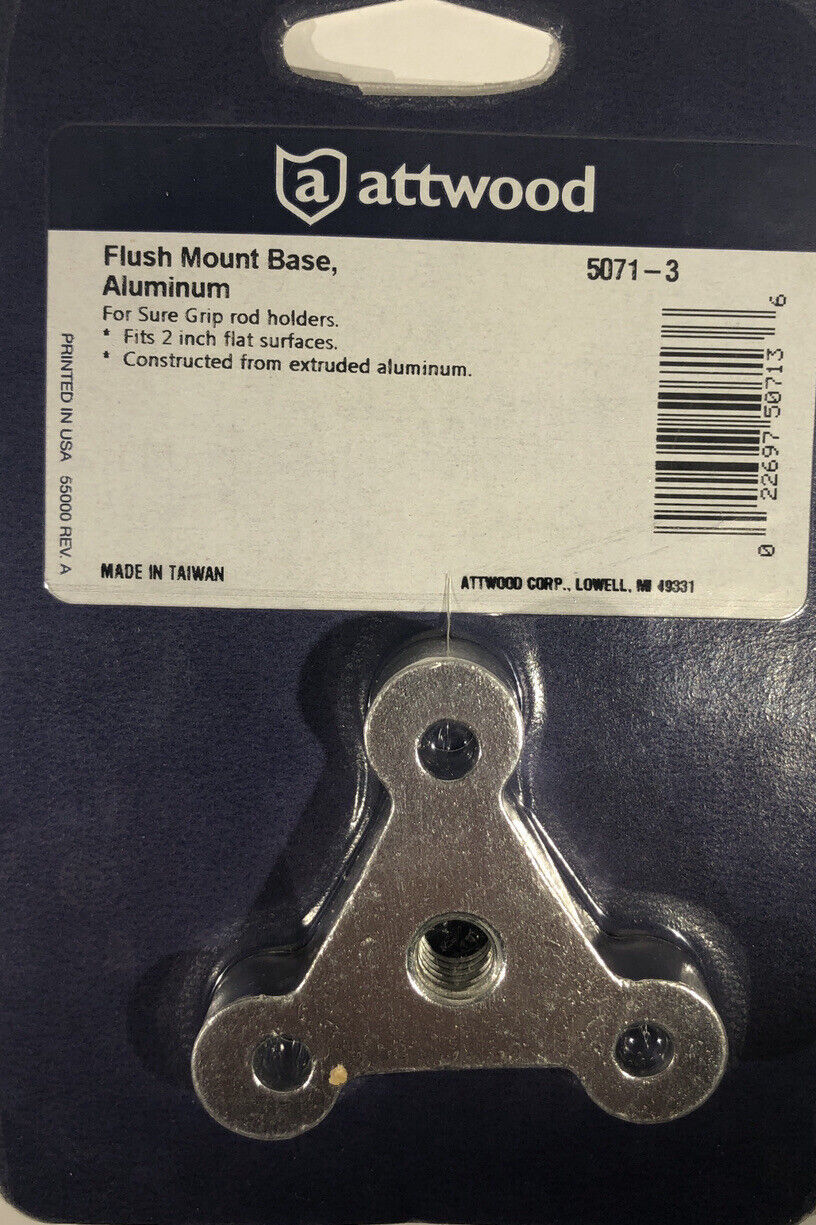 a attwood
Flush Mount Base,
Aluminum
5071-3
For Sure Grip rod holders.
* Fits 2 inch flat surfaces.
* Constructed from extruded aluminum.
PRINTED IN USA 55000 REV. A
0 22697 50713 6
MADE IN TAIWAN
ATTWOOD CORP., LOWELL, MI 49331